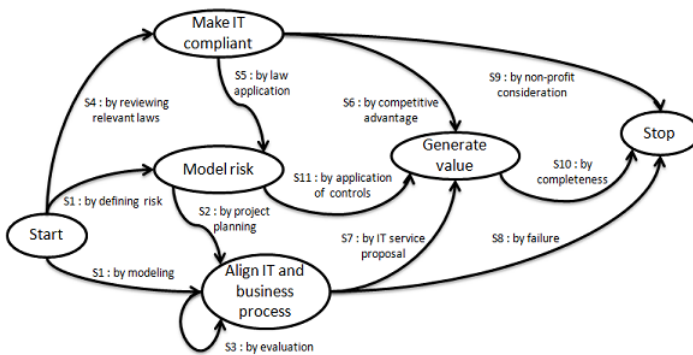 Make IT
compliant
S5 : by law
application
S9 : by non-profit
consideration
S4 : by reviewing
relevant laws
S6 : by competitive
advantage
Stop
Generate
value
Model risk
S11 : by application
of controls
S10 : by
completeness
S1 : by defining risk
S2 : by project
planning
Start
S7 : by IT service
proposal
S8 : by failure
S1 : by modeling
Align IT and
business
process
S3 : by evaluation